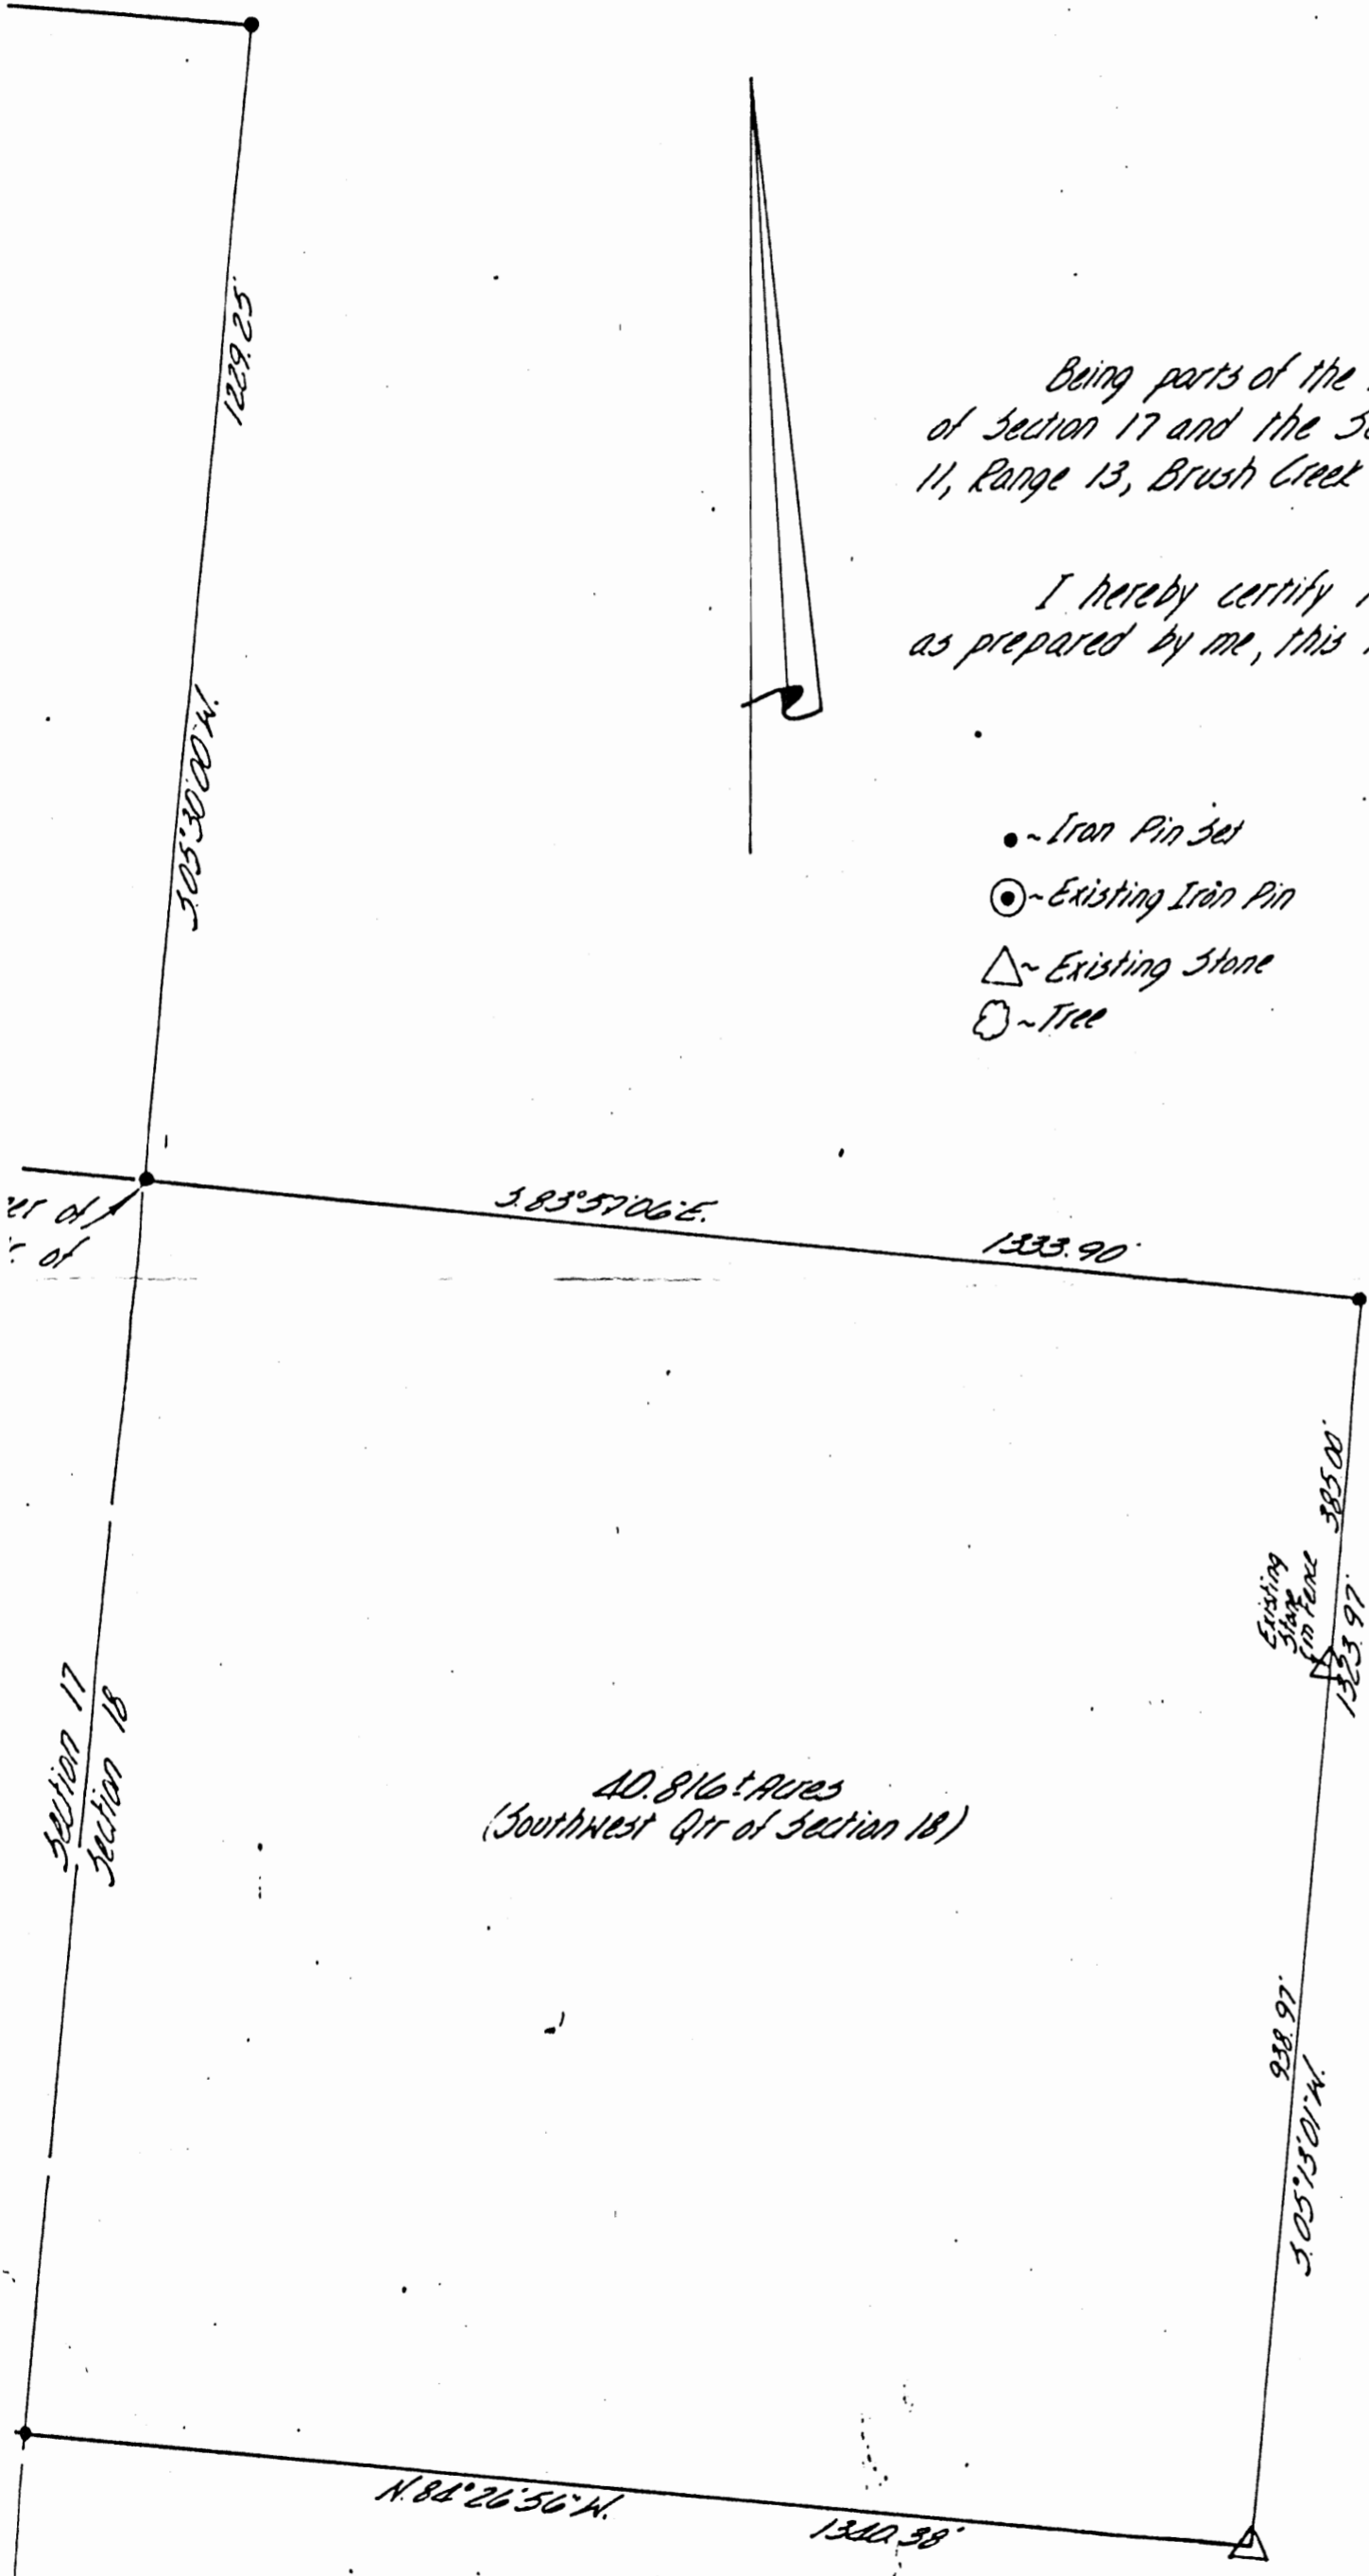 1229.25'
S.05°30'00"W.
Being parts of the
of Section 17 and the
11, Range 13, Brush Creek
I hereby certify
as prepared by me, this
• ~ Iron Pin Set
~ Existing Iron Pin
△ ~ Existing Stone
~ Tree
of
of
S.83°57'06"E.
1333.90'
385.00'
Existing
Stone
(in Fence
1323.97'
Section 17
Section 18
40.816± Acres
(Southwest Qtr of Section 18)
938.97'
S.05°13'01"W.
N.84°26'56"W.
1340.38'